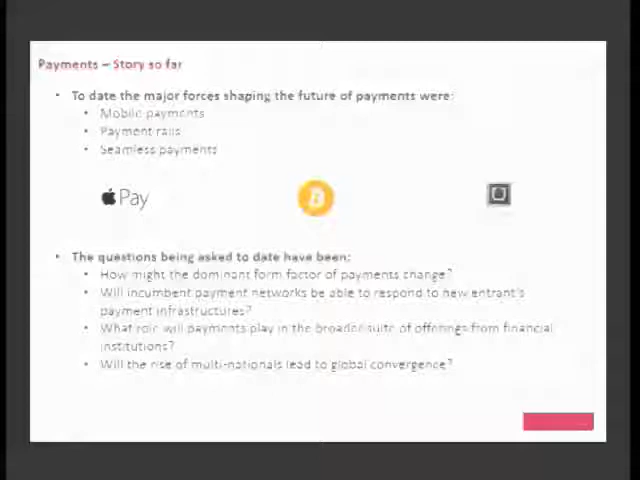 Payments – Story so far
• To date the major forces shaping the future of payments were:
• Mobile payments
• Payment rails
• Seamless payments
Pay
• The questions being asked to date have been:
• How might the dominant form factor of payments change?
• Will incumbent payment networks be able to respond to new entrant's
payment infrastructures?
• What role will payments play in the broader suite of offerings from financial
institutions?
• Will the rise of multi-nationals lead to global convergence?